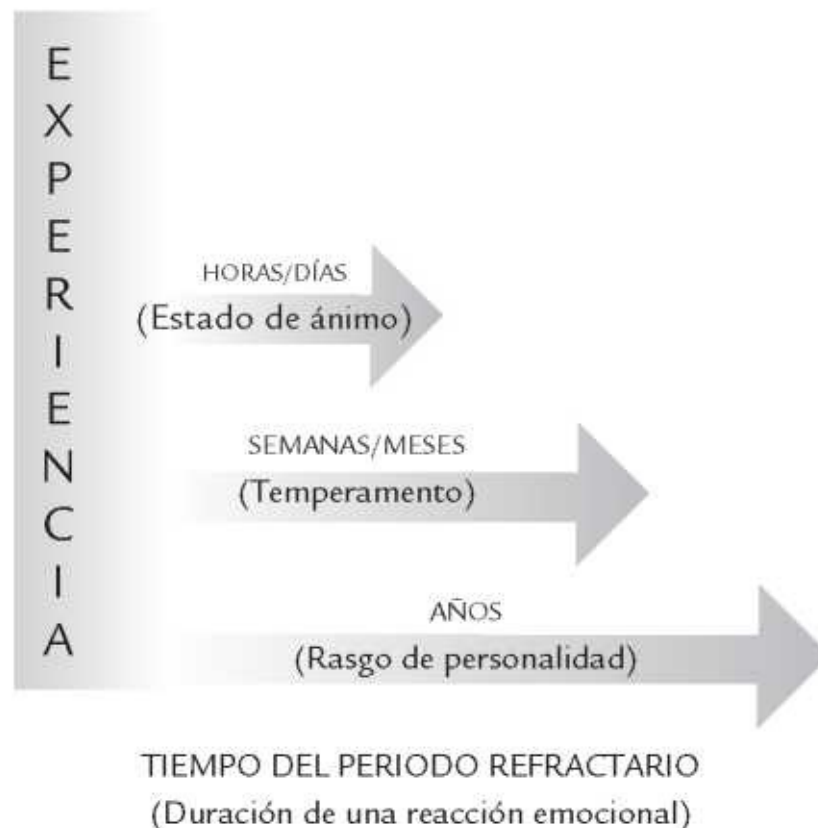 EXPERIENCIA
HORAS/DÍAS
(Estado de ánimo)
SEMANAS/MESES
(Temperamento)
AÑOS
(Rasgo de personalidad)
TIEMPO DEL PERIODO REFRACTARIO
(Duración de una reacción emocional)